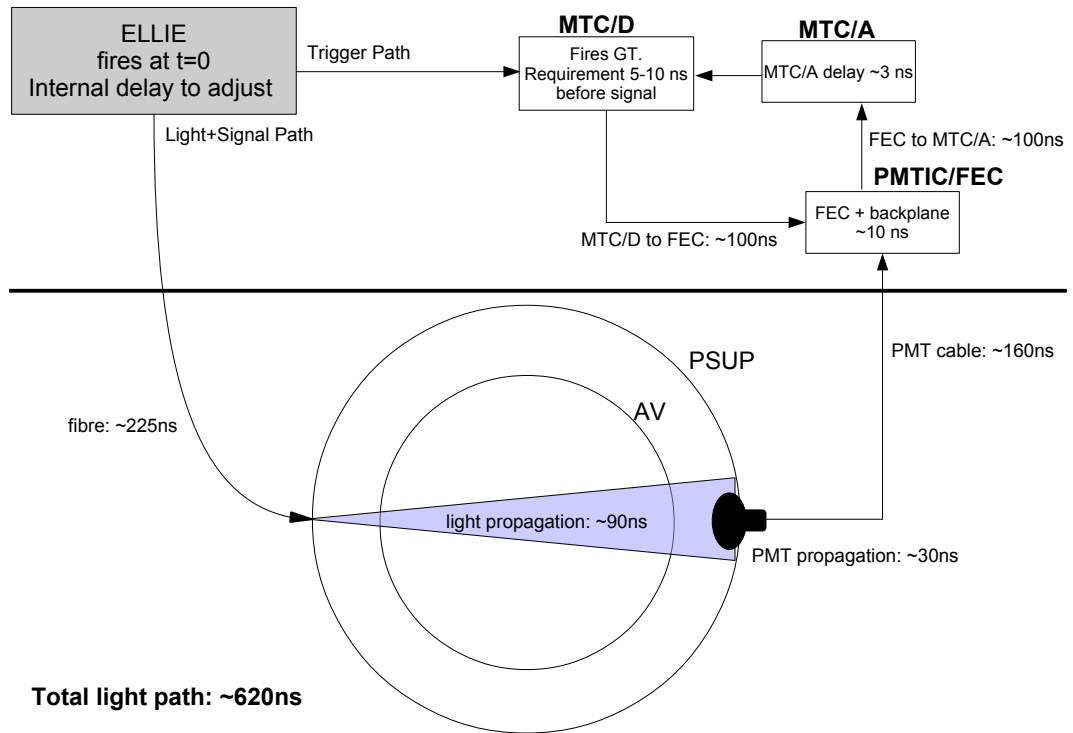 ELLIE
fires at t=0
Internal delay to adjust
Trigger Path
MTC/D
Fires GT.
Requirement 5-10 ns
before signal
MTC/A
MTC/A delay ~3 ns
Light+Signal Path
FEC to MTC/A: ~100ns
PMTIC/FEC
FEC + backplane
~10 ns
MTC/D to FEC: ~100ns
PMT cable: ~160ns
PSUP
AV
fibre: ~225ns
light propagation: ~90ns
PMT propagation: ~30ns
Total light path: ~620ns